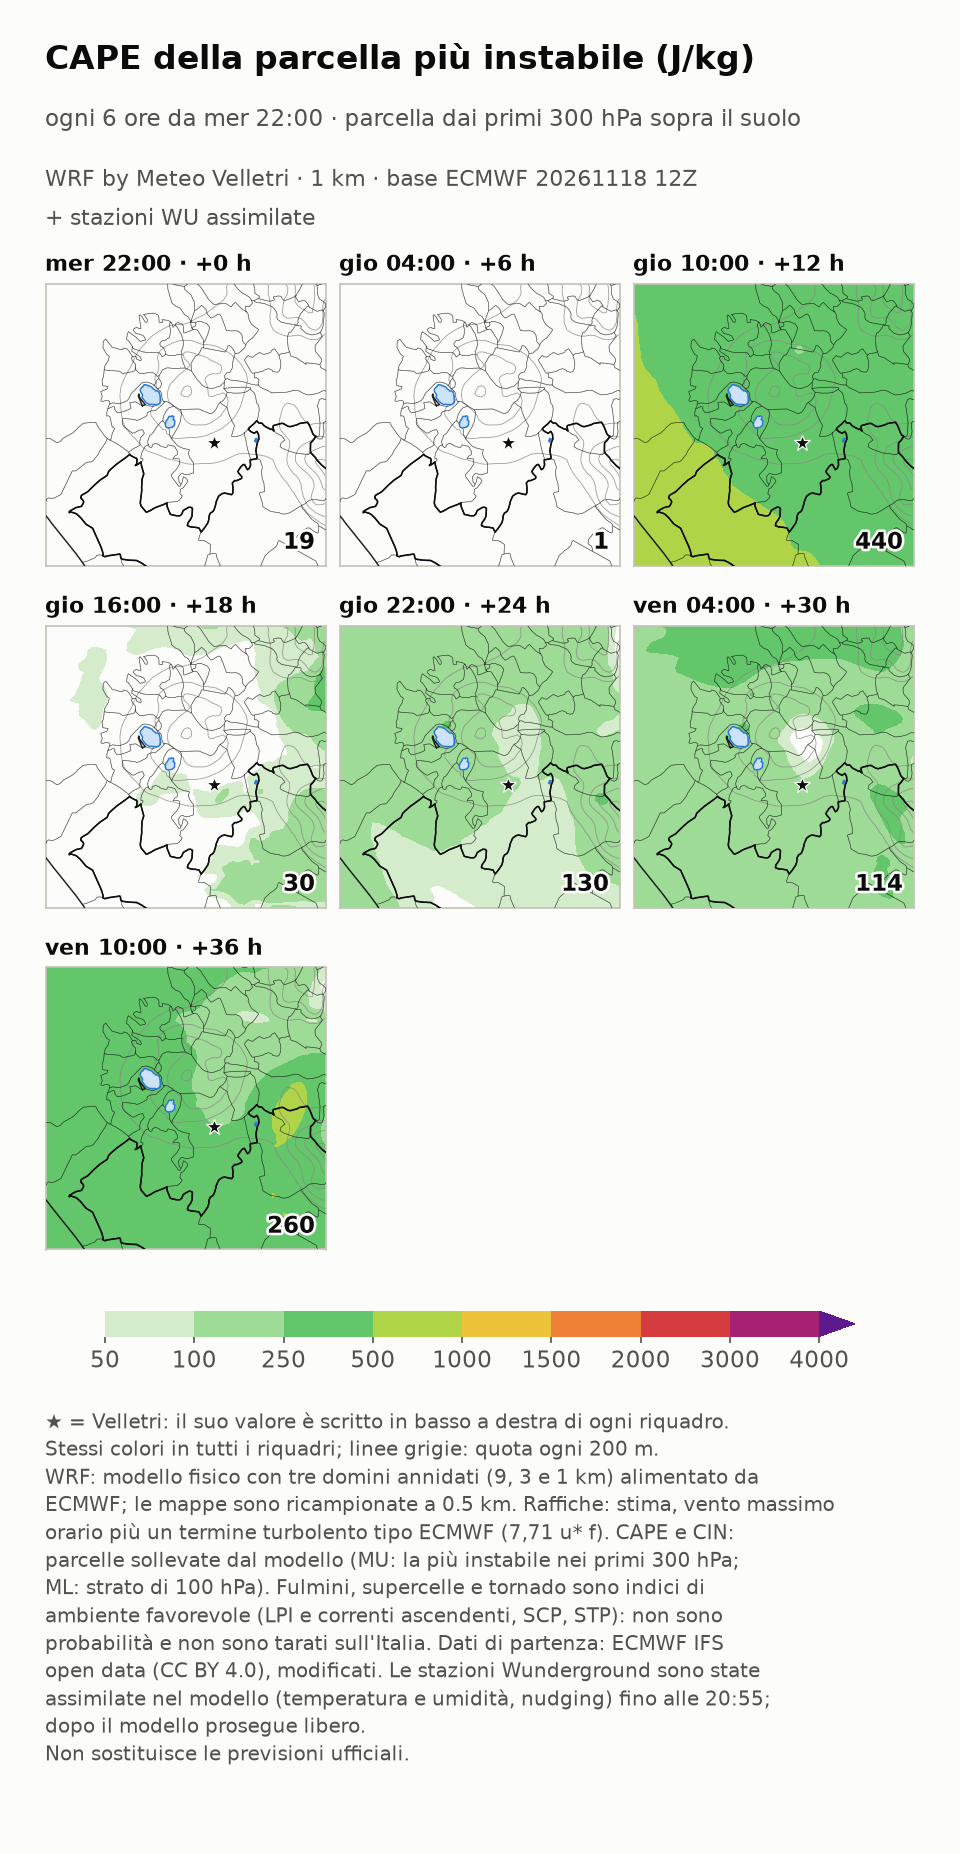 CAPE della parcella più instabile (J/kg)
ogni 6 ore da mer 22:00 · parcella dai primi 300 hPa sopra il suolo
WRF by Meteo Velletri · 1 km · base ECMWF 20261118 12Z
+ stazioni WU assimilate
mer 22:00 · +0 h
gio 04:00 · +6 h
gio 10:00 · +12 h
19
1
440
gio 16:00 · +18 h
gio 22:00 · +24 h
ven 04:00 · +30 h
30
130
114
ven 10:00 · +36 h
260
50 100 250 500 1000 1500 2000 3000 4000
★ = Velletri: il suo valore è scritto in basso a destra di ogni riquadro.
Stessi colori in tutti i riquadri; linee grigie: quota ogni 200 m.
WRF: modello fisico con tre domini annidati (9, 3 e 1 km) alimentato da
ECMWF; le mappe sono ricampionate a 0.5 km. Raffiche: stima, vento massimo
orario più un termine turbolento tipo ECMWF (7,71 u* f). CAPE e CIN:
parcelle sollevate dal modello (MU: la più instabile nei primi 300 hPa;
ML: strato di 100 hPa). Fulmini, supercelle e tornado sono indici di
ambiente favorevole (LPI e correnti ascendenti, SCP, STP): non sono
probabilità e non sono tarati sull'Italia. Dati di partenza: ECMWF IFS
open data (CC BY 4.0), modificati. Le stazioni Wunderground sono state
assimilate nel modello (temperatura e umidità, nudging) fino alle 20:55;
dopo il modello prosegue libero.
Non sostituisce le previsioni ufficiali.